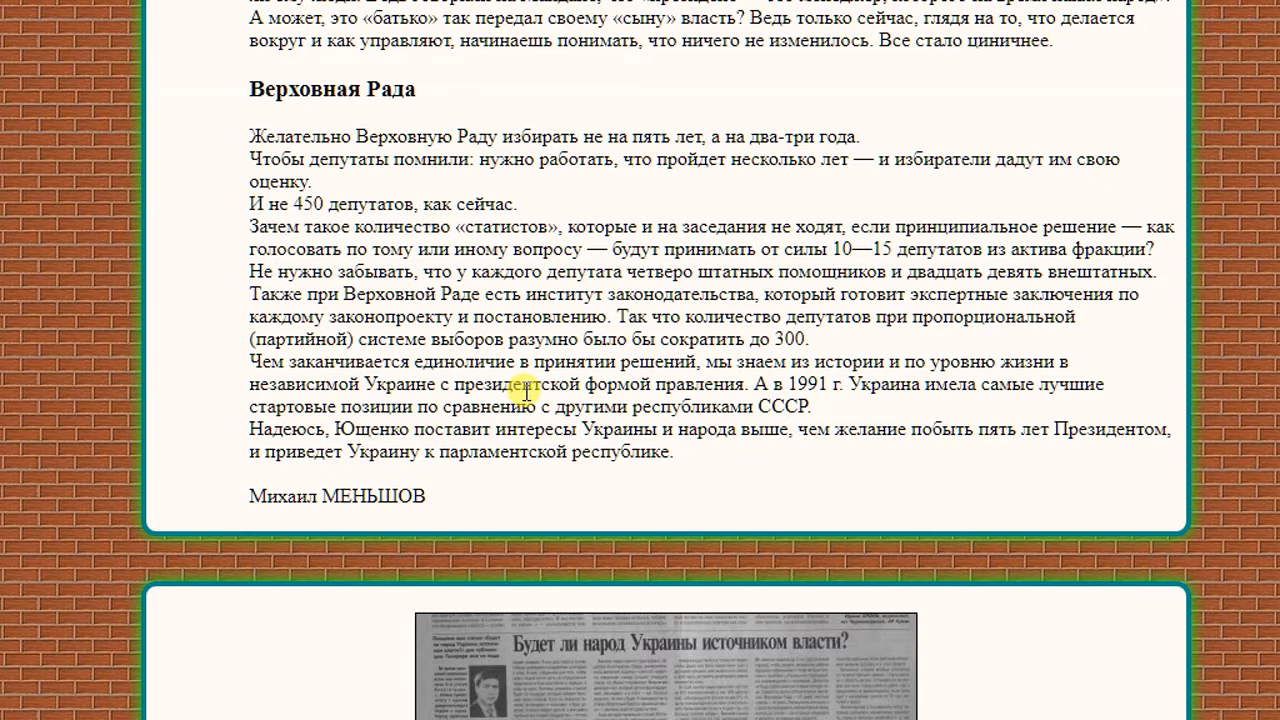 А может, это «батько» так передал своему «сыну» власть? Ведь только сейчас, глядя на то, что делается
вокруг и как управляют, начинаешь понимать, что ничего не изменилось. Все стало циничнее.
Верховная Рада
Желательно Верховную Раду избирать не на пять лет, а на два-три года.
Чтобы депутаты помнили: нужно работать, что пройдет несколько лет — и избиратели дадут им свою
оценку.
И не 450 депутатов, как сейчас.
Зачем такое количество «статистов», которые и на заседания не ходят, если принципиальное решение — как
голосовать по тому или иному вопросу — будут принимать от силы 10—15 депутатов из актива фракции?
Не нужно забывать, что у каждого депутата четверо штатных помощников и двадцать девять внештатных.
Также при Верховной Раде есть институт законодательства, который готовит экспертные заключения по
каждому законопроекту и постановлению. Так что количество депутатов при пропорциональной
(партийной) системе выборов разумно было бы сократить до 300.
Чем заканчивается единоличие в принятии решений, мы знаем из истории и по уровню жизни в
независимой Украине с президентской формой правления. А в 1991 г. Украина имела самые лучшие
стартовые позиции по сравнению с другими республиками СССР.
Надеюсь, Ющенко поставит интересы Украины и народа выше, чем желание побыть пять лет Президентом,
и приведет Украину к парламентской республике.
Михаил МЕНЬШОВ
Будет ли народ Украины источником власти?